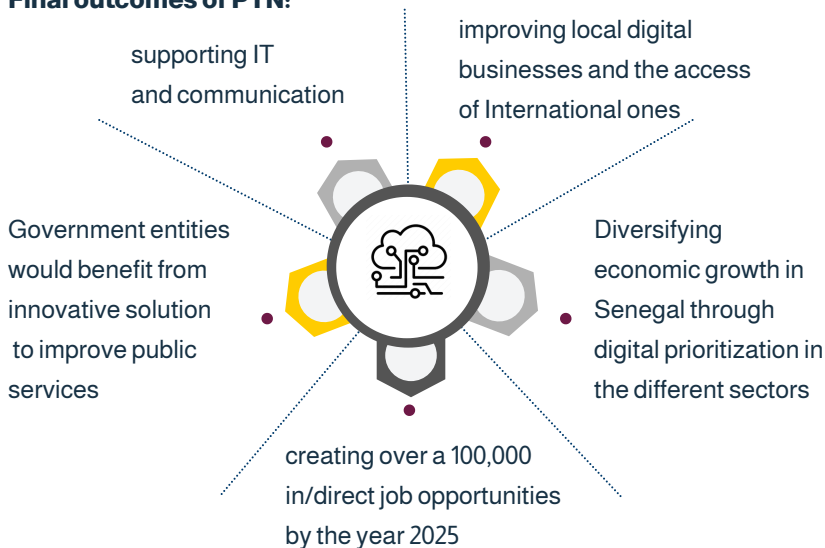 Final outcomes of PTN:
supporting IT
and communication
improving local digital
businesses and the access
of International ones
Government entities
would benefit from
innovative solution
to improve public
services
Diversifying
economic growth in
Senegal through
digital prioritization in
the different sectors
creating over a 100,000
in/direct job opportunities
by the year 2025